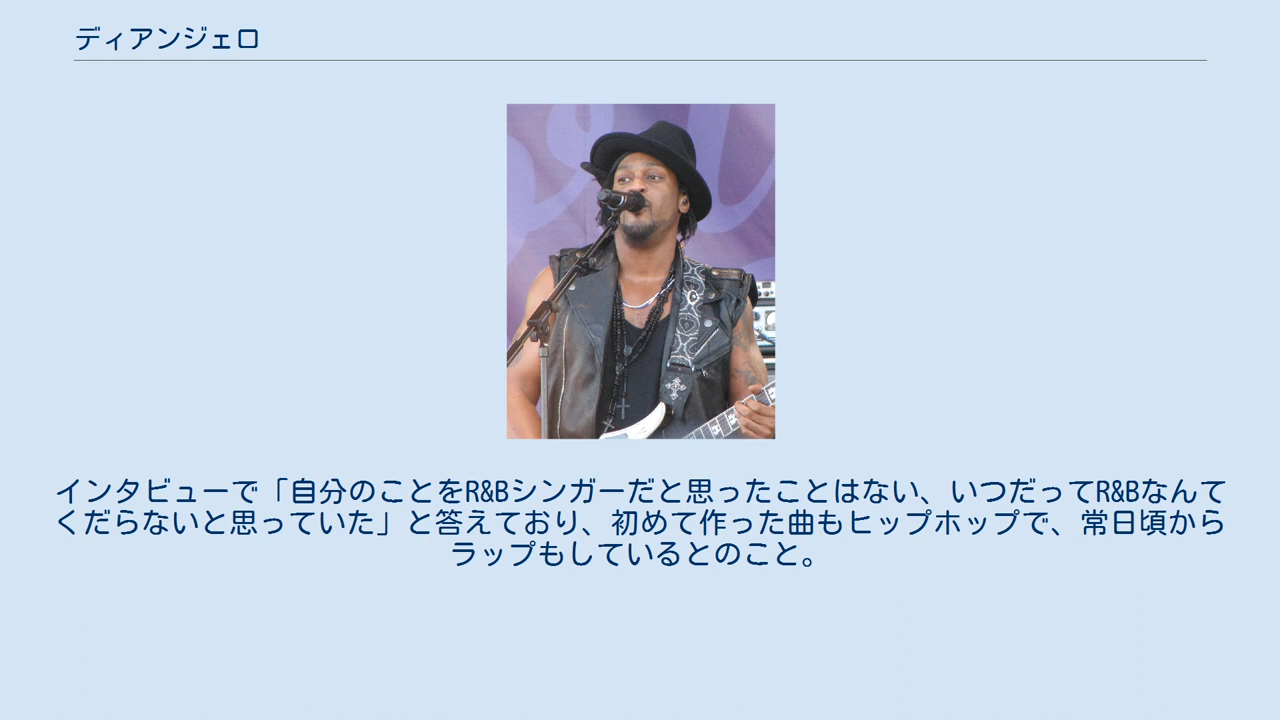 ディアンジェロ
インタビューで「自分のことをR&Bシンガーだと思ったことはない、いつだってR&Bなんて
くだらないと思っていた」と答えており、初めて作った曲もヒップホップで、常日頃から
ラップもしているとのこと。